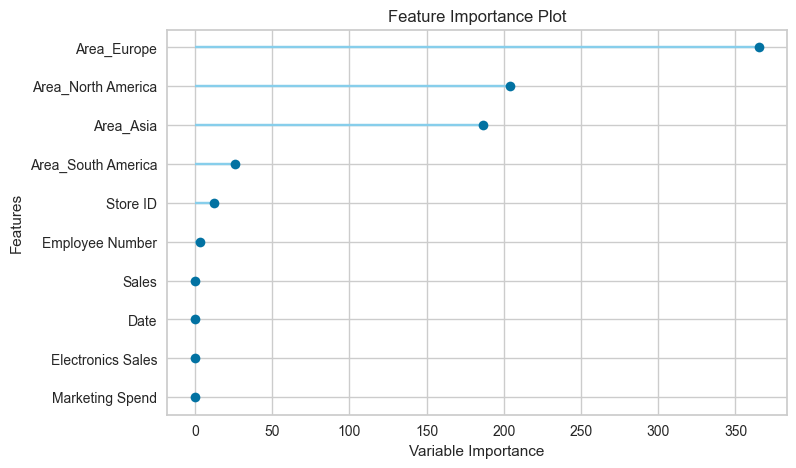 Feature Importance Plot
Area_Europe
Area_North America
Area_Asia
Area_South America
Store ID
Employee Number
Sales
Date
Electronics Sales
Marketing Spend
Features
0 50 100 150 200 250 300 350
Variable Importance